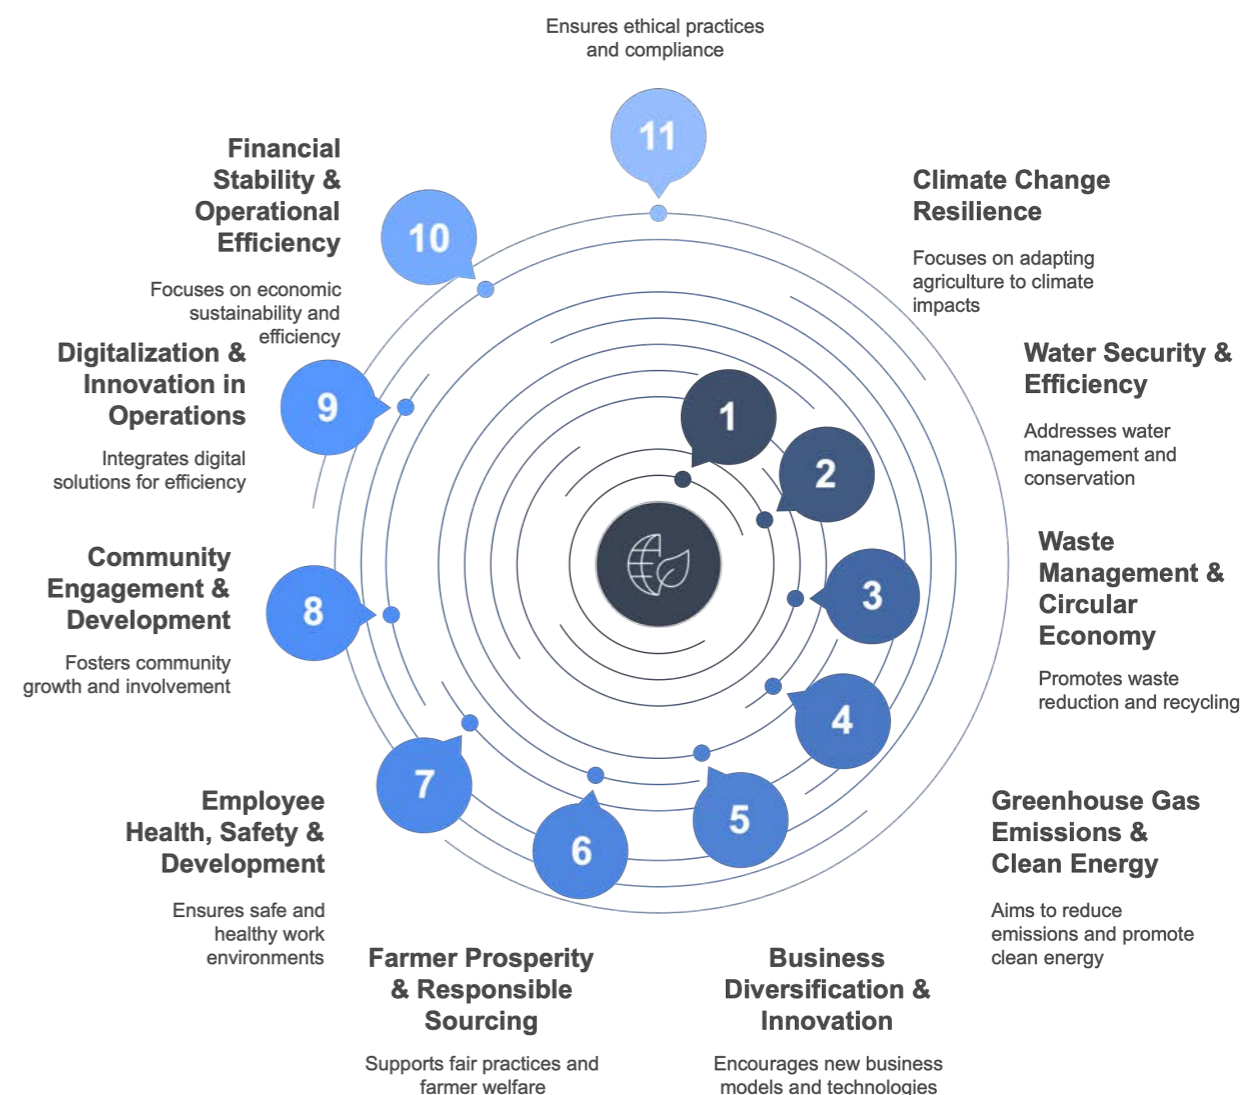 Ensures ethical practices
and compliance
11
Climate Change
Resilience
Focuses on adapting
agriculture to climate
impacts
1
Water Security &
Efficiency
Addresses water
management and
conservation
2
Waste
Management &
Circular
Economy
Promotes waste
reduction and recycling
3
Greenhouse Gas
Emissions &
Clean Energy
Aims to reduce
emissions and promote
clean energy
4
Business
Diversification &
Innovation
Encourages new business
models and technologies
5
Farmer Prosperity
& Responsible
Sourcing
Supports fair practices and
farmer welfare
6
Employee
Health, Safety &
Development
Ensures safe and
healthy work
environments
7
Community
Engagement &
Development
Fosters community
growth and involvement
8
Digitalization &
Innovation in
Operations
Integrates digital
solutions for efficiency
9
Financial
Stability &
Operational
Efficiency
Focuses on economic
sustainability and
efficiency
10